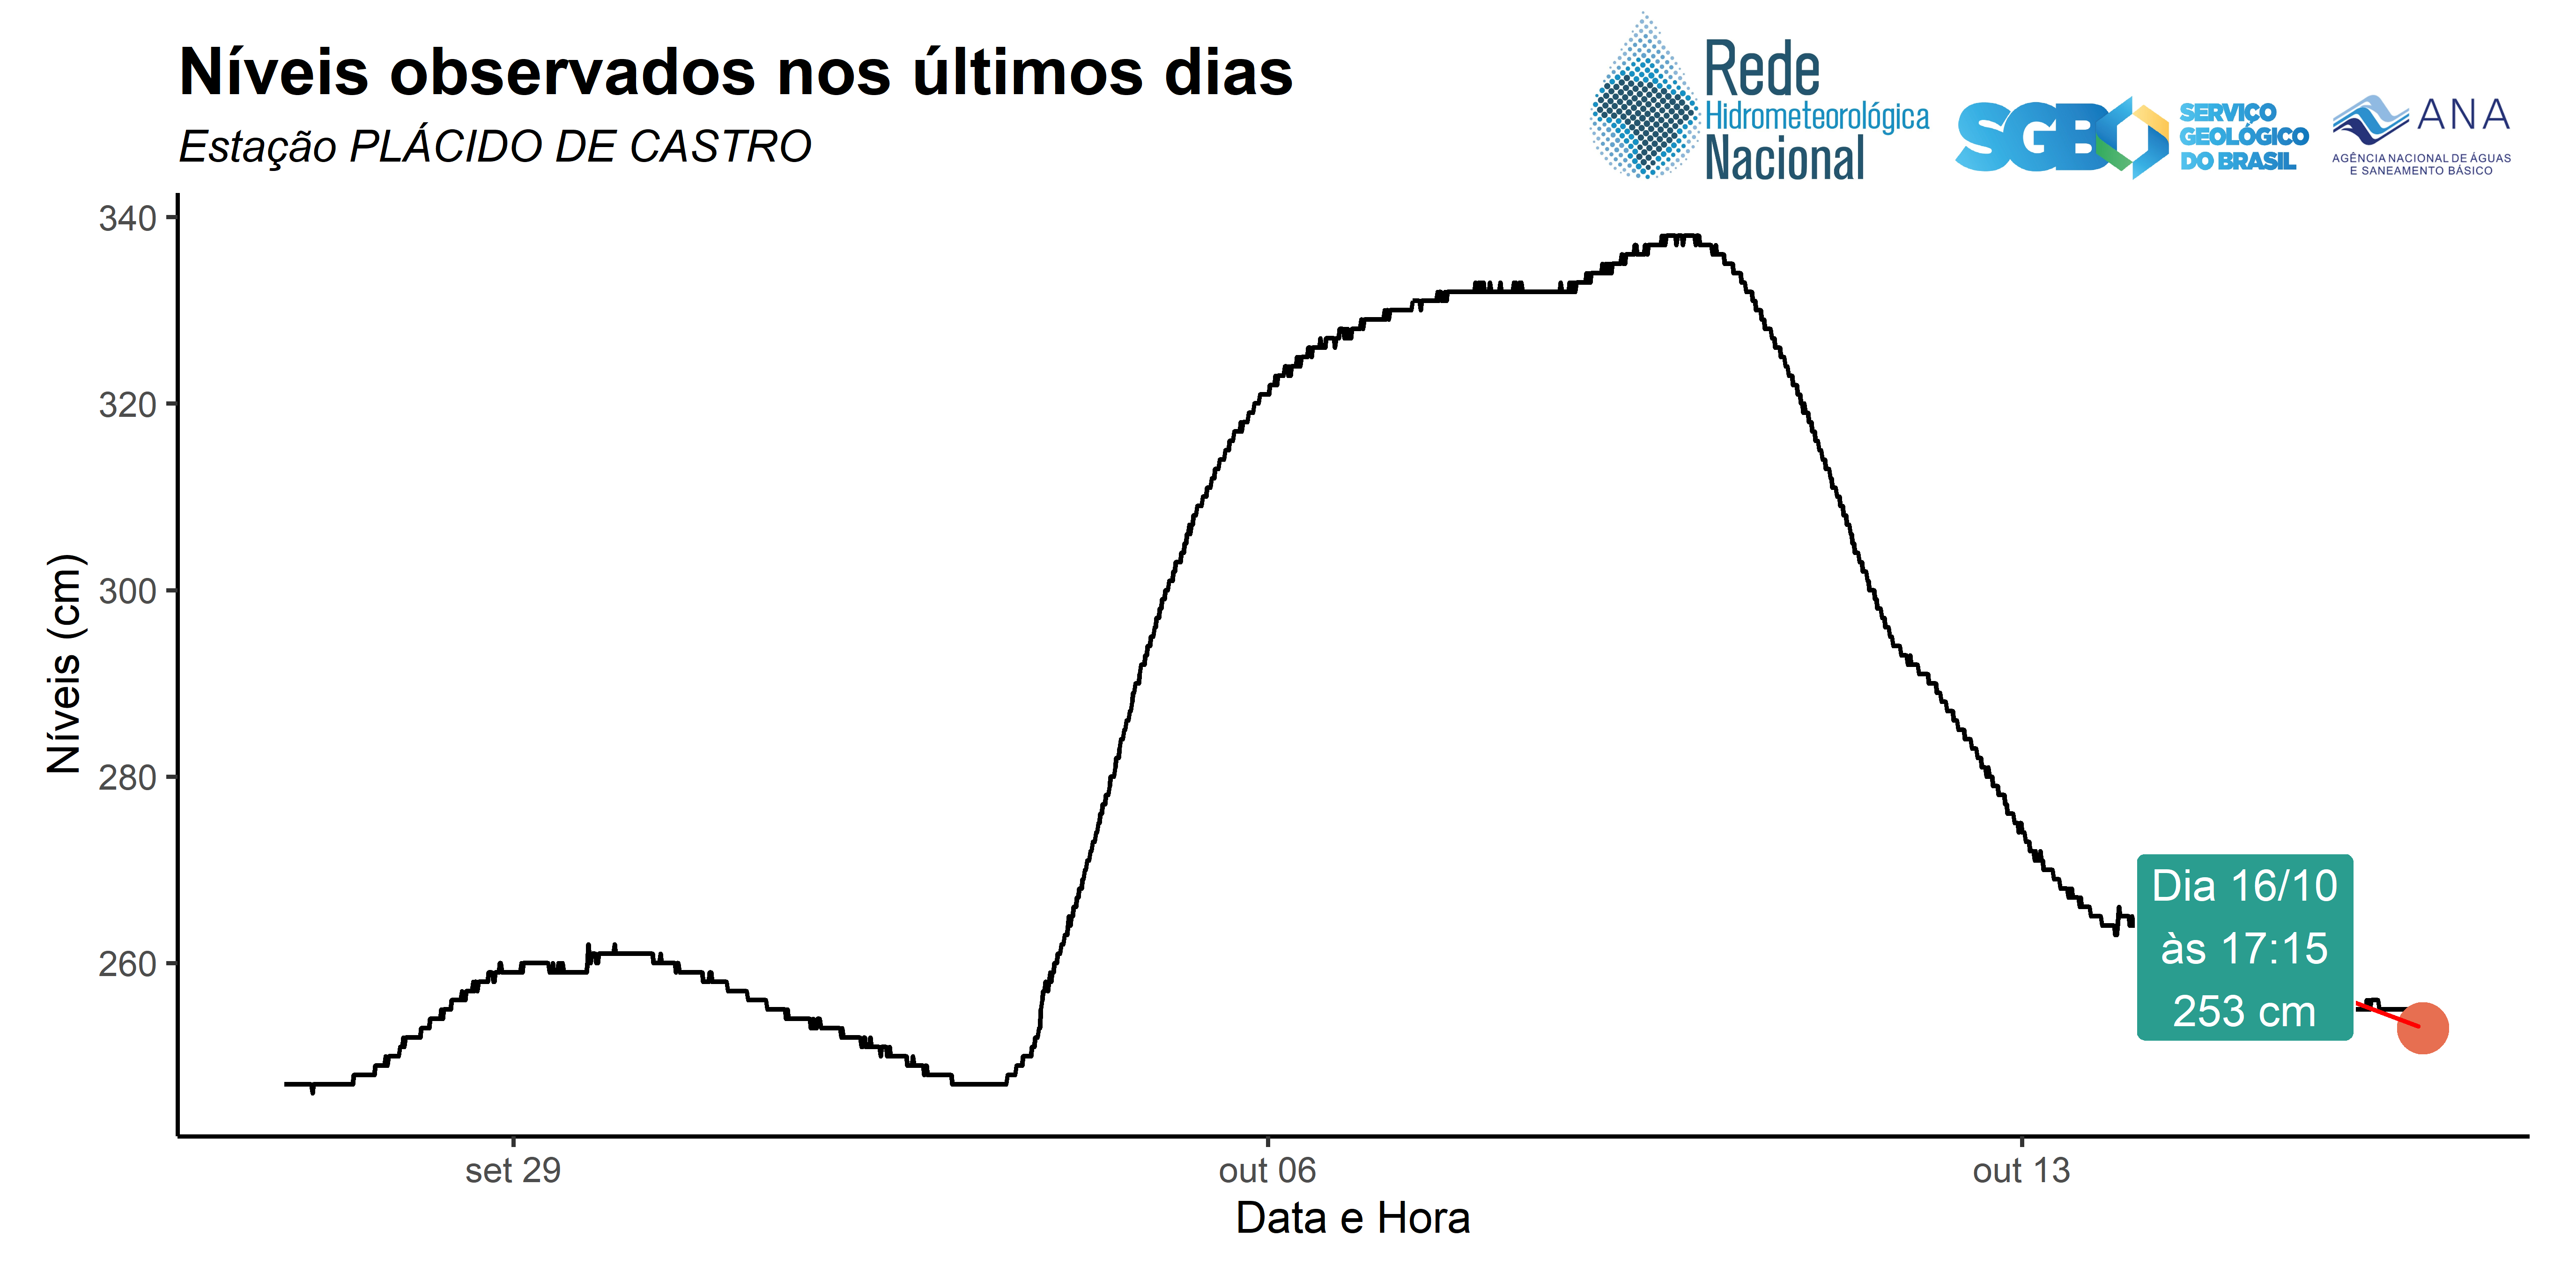 Níveis observados nos últimos dias
Estação PLÁCIDO DE CASTRO
Rede
Hidrometeorológica
Nacional
SGB
SERVIÇO
GEOLÓGICO
DO BRASIL
ANA
AGÊNCIA NACIONAL DE ÁGUAS
E SANEAMENTO BÁSICO
Níveis (cm)
340
320
300
280
260
Dia 16/10
às 17:15
253 cm
set 29
out 06
out 13
Data e Hora